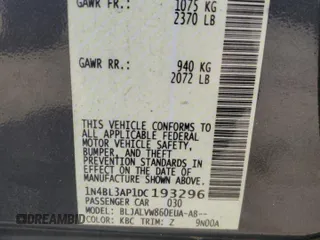 GAWR FR.: 1075 KG
2370 LB
GAWR RR.: 940 KG
2072 LB
THIS VEHICLE CONFORMS TO ALL
APPLICABLE FEDERAL MOTOR
VEHICLE SAFETY,
BUMPER, AND THEFT
PREVENTION STANDARDS
IN EFFECT ON THE DATE OF
MANUFACTURE SHOWN ABOVE.
1N4BL3AP1DC193296
PASSENGER CAR 030
MODEL: BLJALVW860EUA-AB--
COLOR: KBC TRIM: Z 9N00A